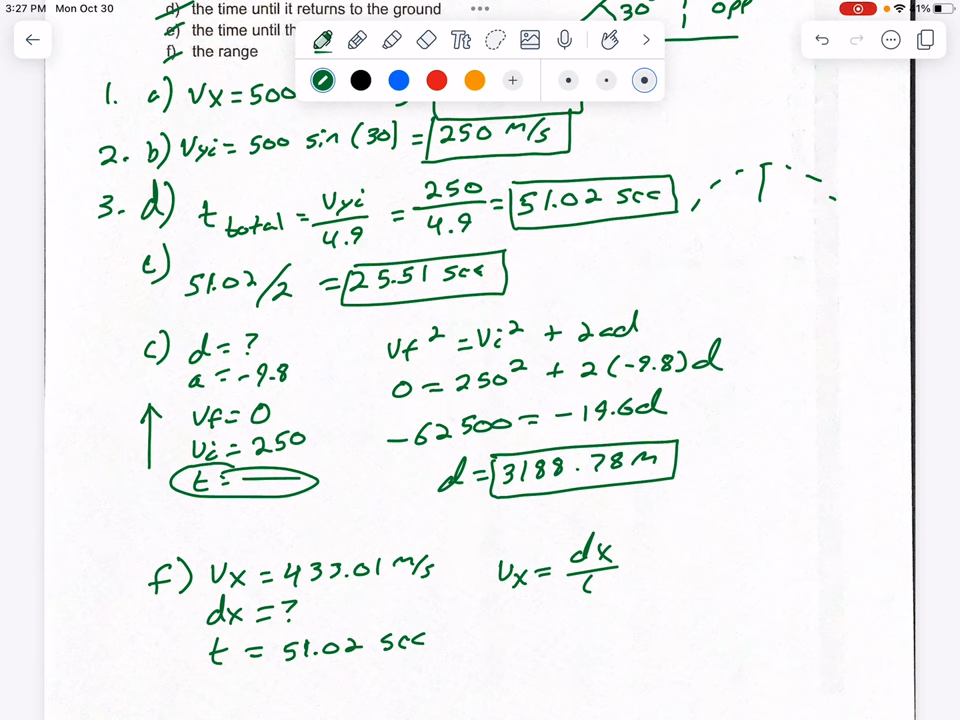 3:27 PM Mon Oct 30
41%
d) the time until it returns to the ground
e) the time until th
f) the range
30°
opp
Tt
1. a) Vx = 500
2. b) Vyi = 500 sin (30) = 250 m/s
3. d) t total = Vyi / 4.9 = 250 / 4.9 = 51.02 sec
e) 51.02/2 = 25.51 sec
c) d = ?
a = -9.8
Vf = 0
Vi = 250
t = —
Vf² = Vi² + 2ad
0 = 250² + 2(-9.8)d
-62500 = -19.6d
d = 3188.78 m
f) Vx = 433.01 m/s
dx = ?
t = 51.02 sec
Vx = dx /